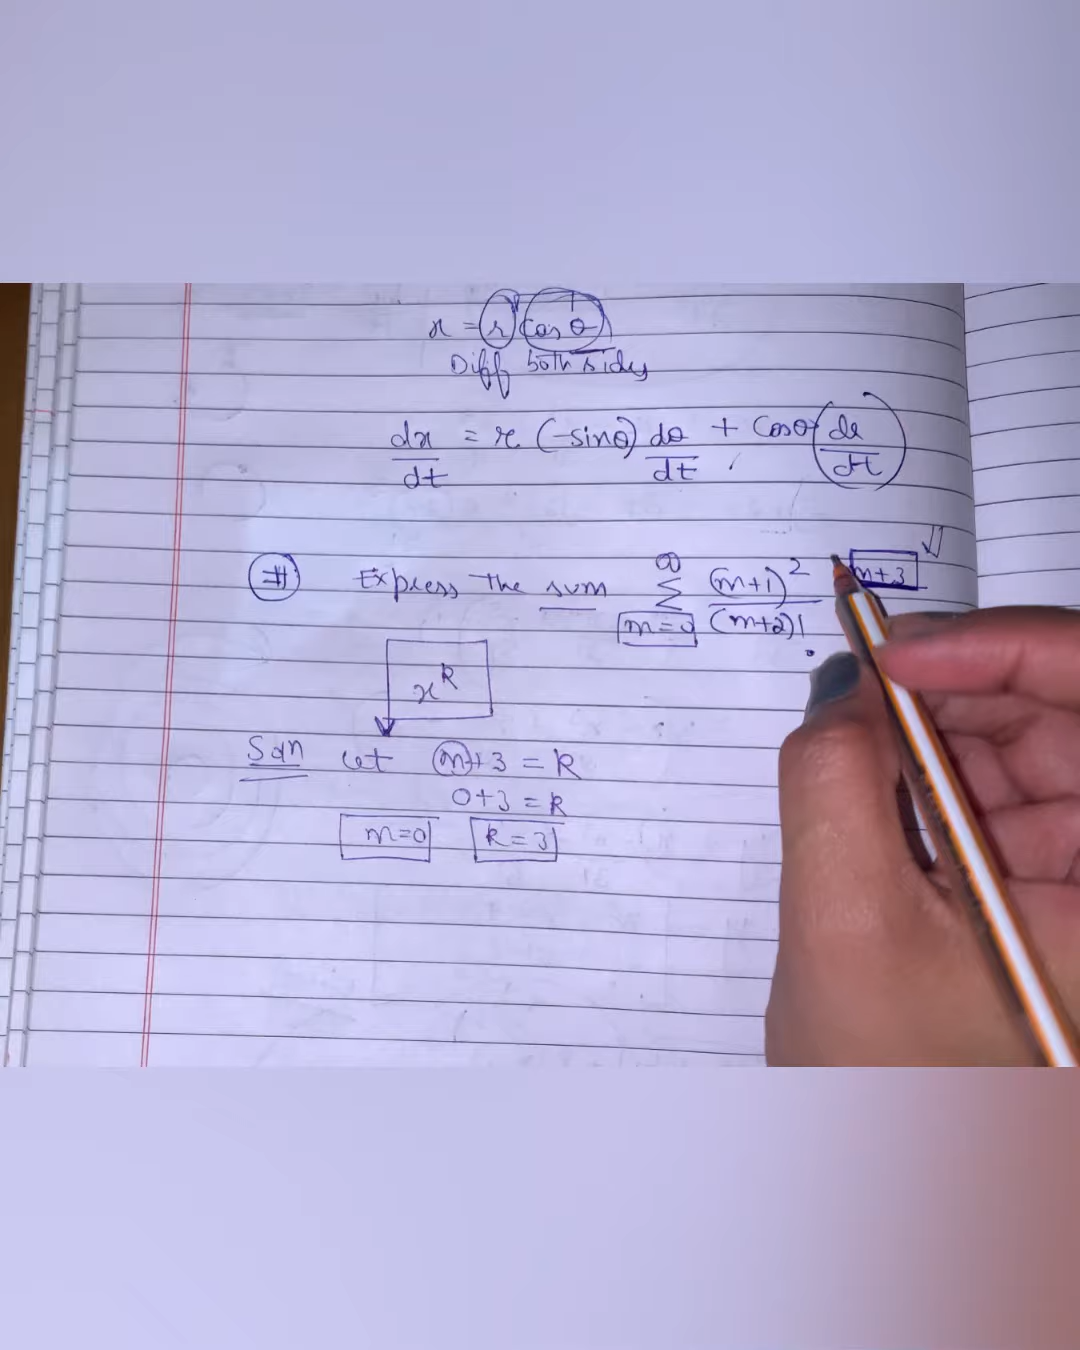 x = r cos θ
Diff both sides
dx/dt = r (-sinθ) dθ/dt + cosθ dr/dt
# Express the sum ∑_{m=0}^{∞} (m+1)²/(m+2)! m+3
x^k
Soln let m+3 = k
0+3 = k
m=0 k=3